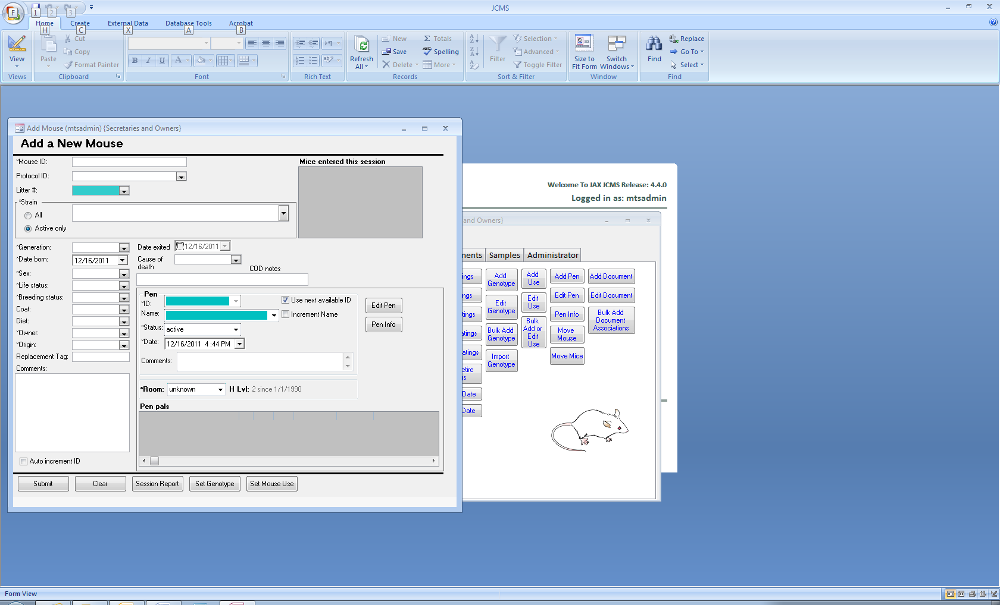 JCMS
F
1
2
3
Home
Create
External Data
Database Tools
Acrobat
H
C
X
A
B
View
Views
Paste
Cut
Copy
Format Painter
Clipboard
B I U A
Font
Rich Text
Refresh
All
New
Save
Delete
Totals
Spelling
More
Records
Filter
Selection
Advanced
Toggle Filter
Sort & Filter
Size to
Fit Form
Switch
Windows
Window
Find
Replace
Go To
Select
Find
Add Mouse (mtsadmin) {Secretaries and Owners}
Add a New Mouse
*Mouse ID:
Protocol ID:
Litter #:
*Strain
All
Active only
Mice entered this session
*Generation:
*Date born: 12/16/2011
*Sex:
*Life status:
*Breeding status:
Coat:
Diet:
*Owner:
*Origin:
Replacement Tag:
Comments:
Auto increment ID
Date exited 12/16/2011
Cause of
death
COD notes
Pen
*ID:
Use next available ID
Name:
Increment Name
*Status: active
*Date: 12/16/2011 4:44 PM
Comments:
Edit Pen
Pen Info
*Room: unknown H Lvl: 2 since 1/1/1990
Pen pals
Submit
Clear
Session Report
Set Genotype
Set Mouse Use
Welcome To JAX JCMS Release: 4.4.0
Logged in as: mtsadmin
and Owners}
ments
Samples
Administrator
ings
ngs
tings
atings
atings
etire
gs
Date
Date
Add
Genotype
Edit
Genotype
Bulk Add
Genotype
Import
Genotype
Add
Use
Edit
Use
Bulk
Add or
Edit
Use
Add Pen
Edit Pen
Pen Info
Move
Mouse
Move Mice
Add Document
Edit Document
Bulk Add
Document
Associations
Form View